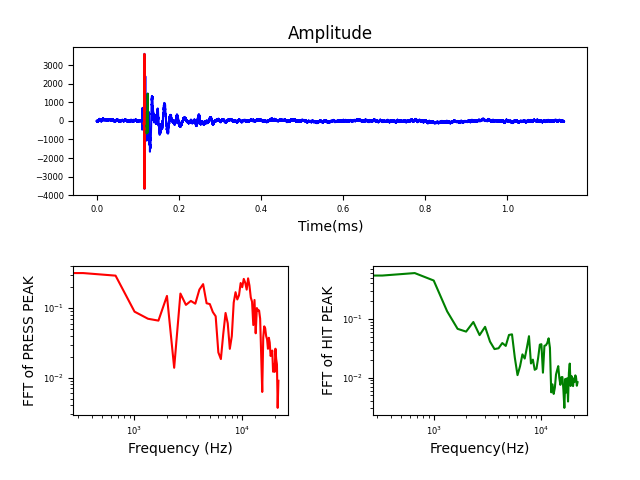 Amplitude
3000
2000
1000
0
−1000
−2000
−3000
−4000
0.0 0.2 0.4 0.6 0.8 1.0
Time(ms)
FFT of PRESS PEAK
10⁻¹
10⁻²
10³ 10⁴
Frequency (Hz)
FFT of HIT PEAK
10⁻¹
10⁻²
10³ 10⁴
Frequency(Hz)